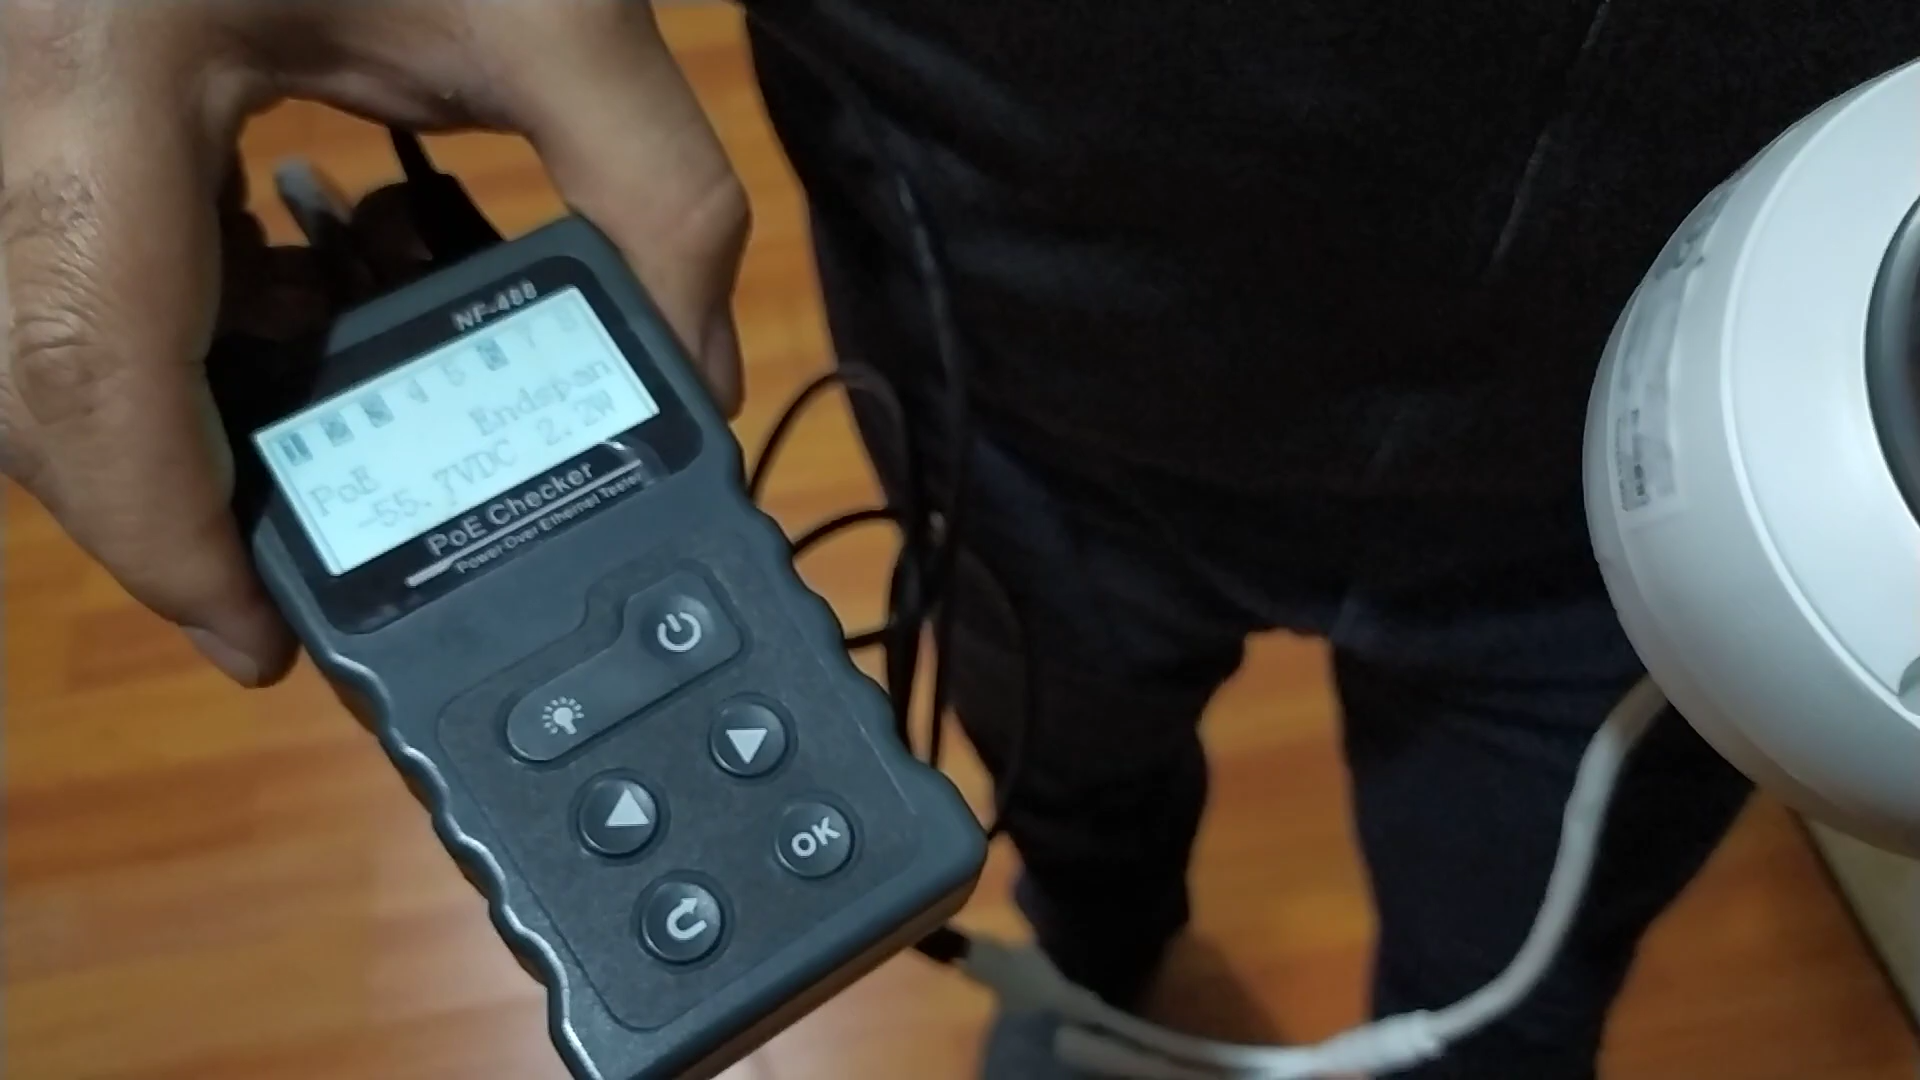 NF-488
1 2 3 4 5 6 7 8
PoE Endspan
-55.7VDC 2.2W
PoE Checker
Power Over Ethernet Tester
OK